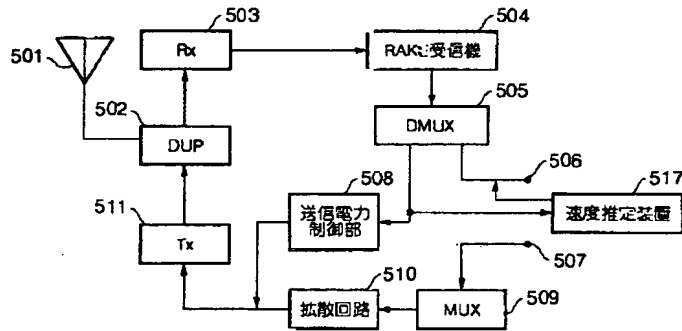 503
504
501
Rx
RAKE受信機
502
505
DUP
DMUX
506
508
517
511
送信電力
制御部
速度推定装置
Tx
507
510
拡散回路
MUX
509